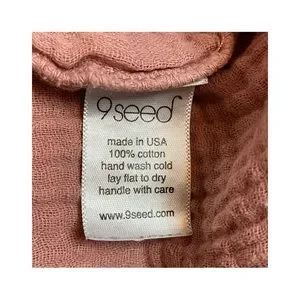 9seed
made in USA
100% cotton
hand wash cold
lay flat to dry
handle with care
www.9seed.com